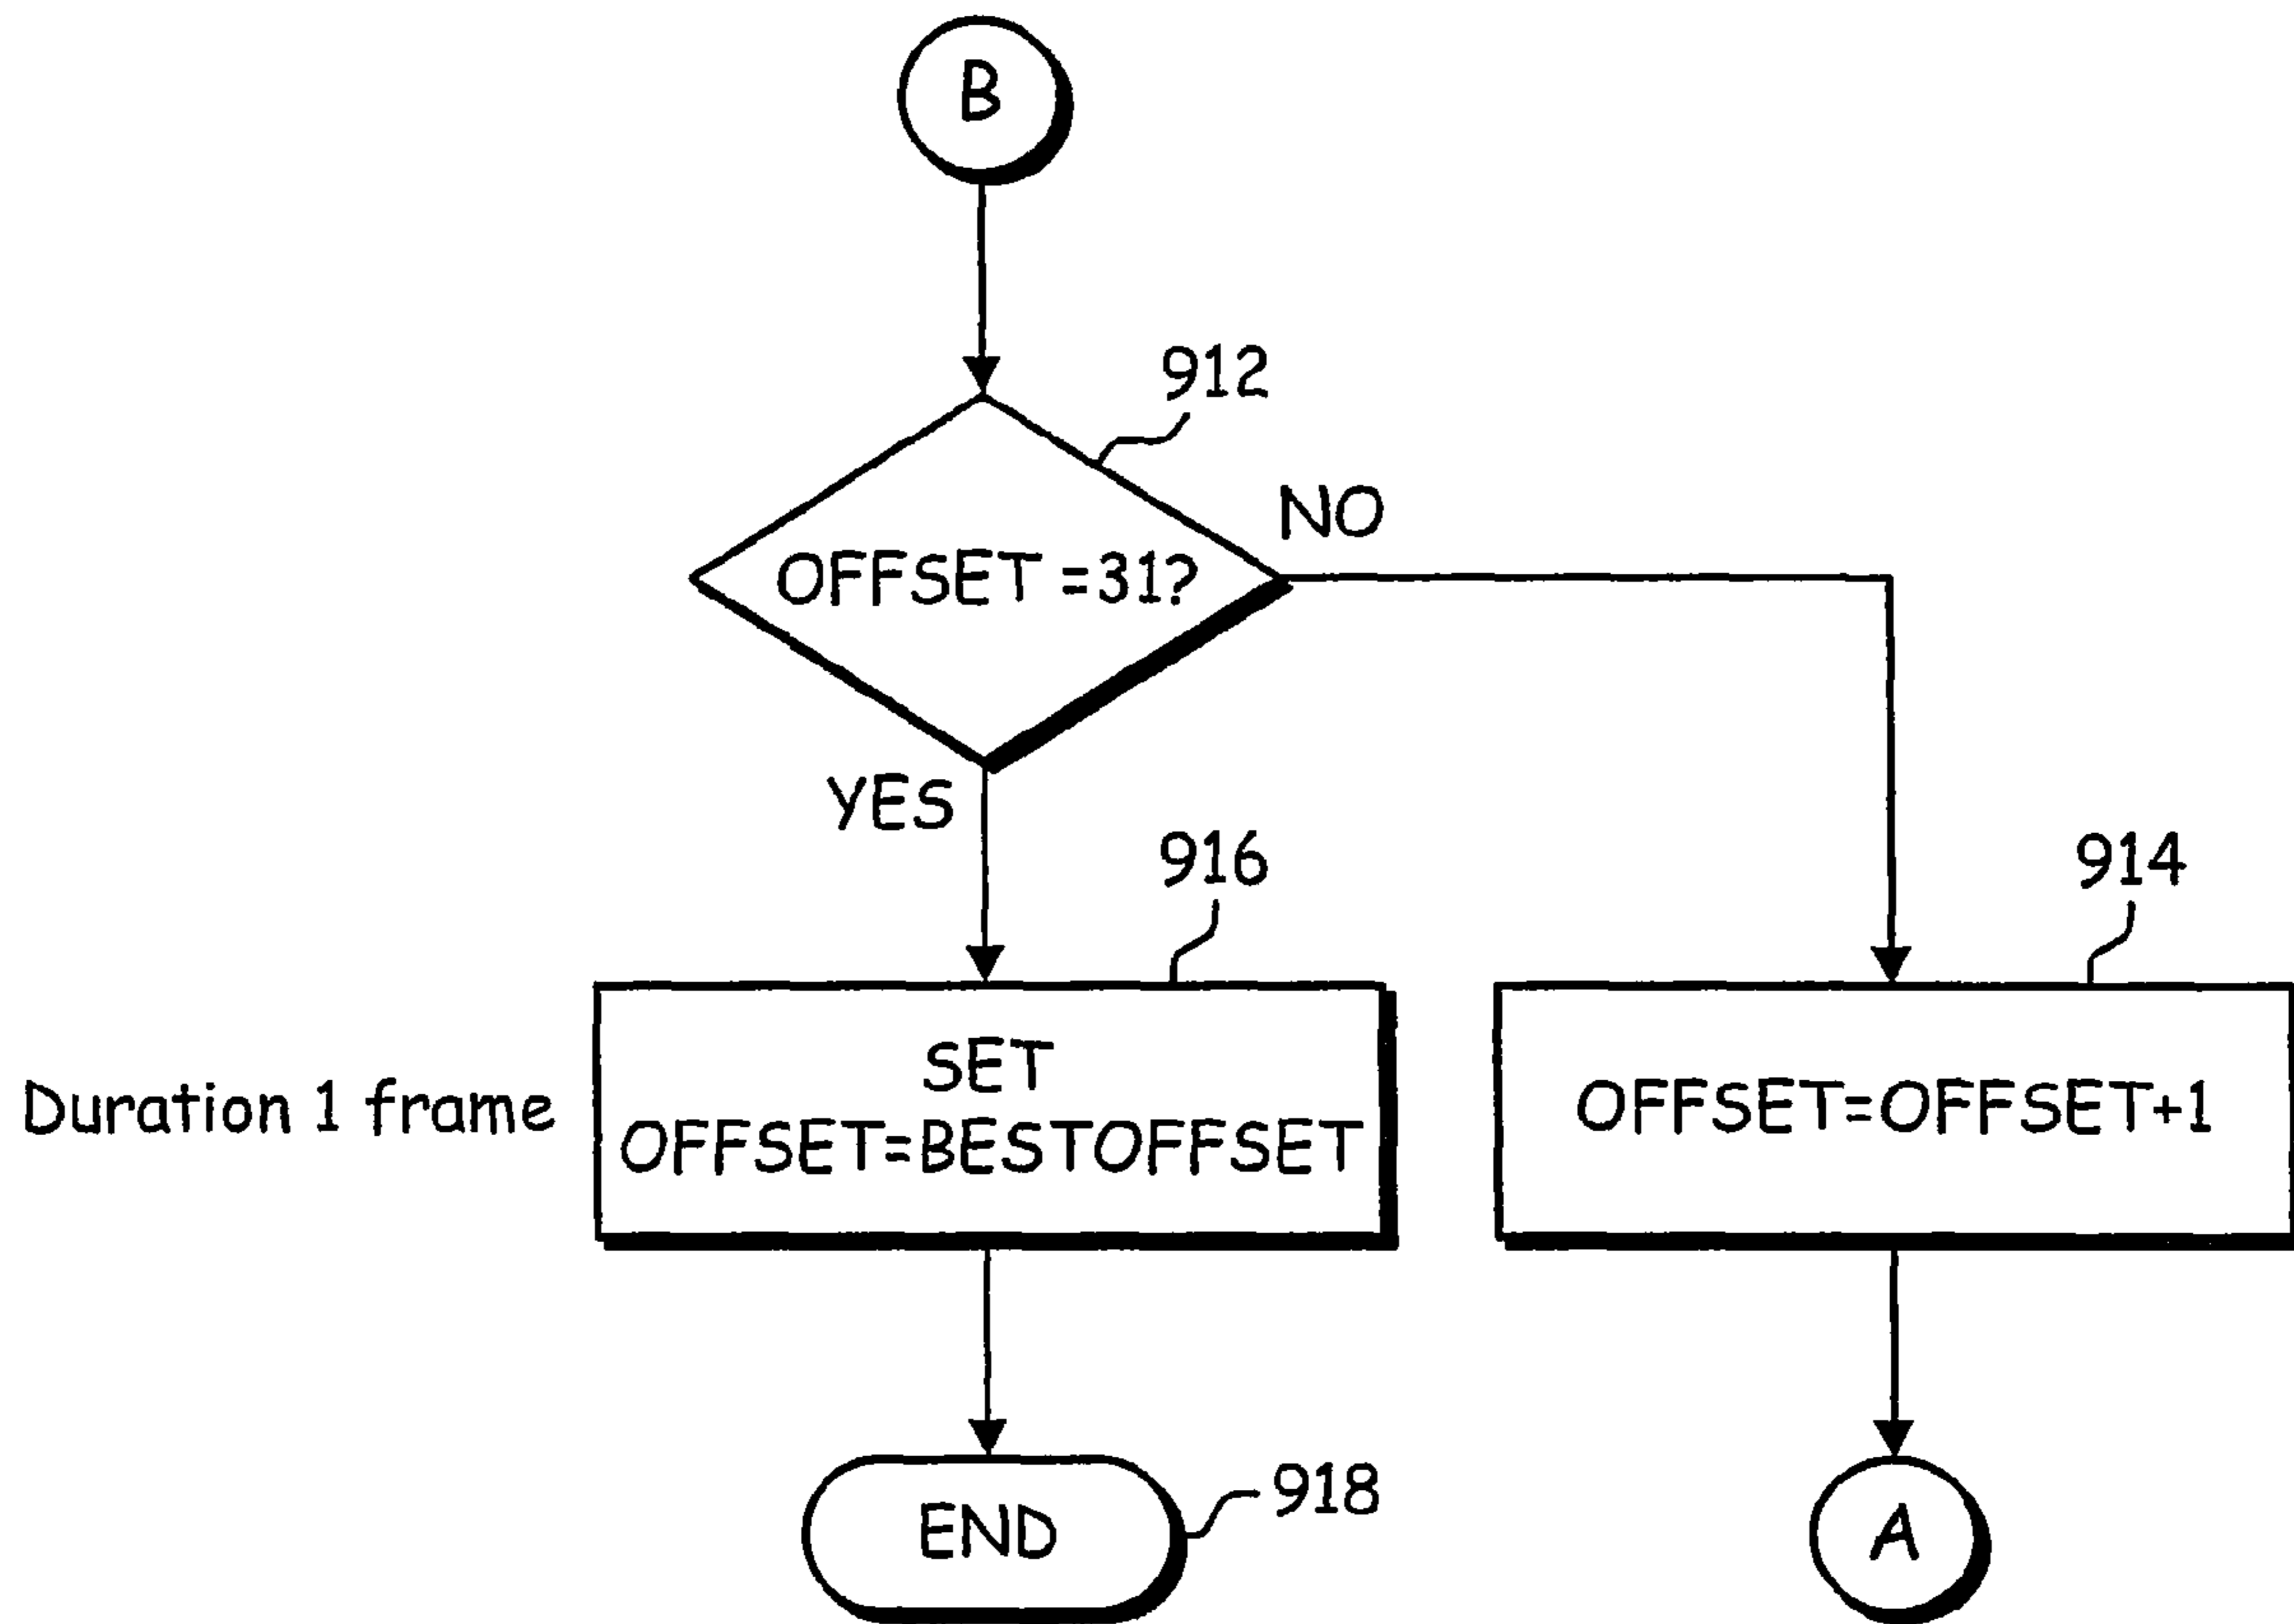 B
912
NO
OFFSET =31?
YES
916
914
Duration 1 frame
SET
OFFSET=BESTOFFSET
OFFSET=OFFSET+1
END
918
A